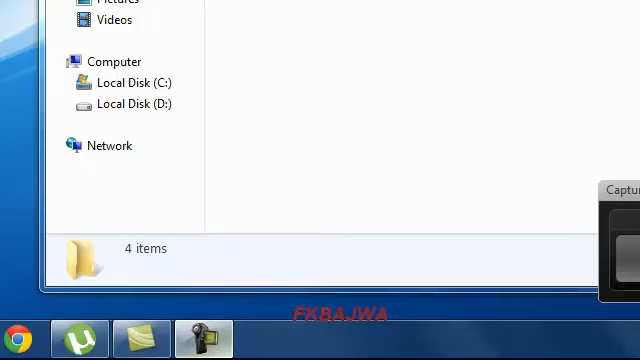 Pictures
Videos
Computer
Local Disk (C:)
Local Disk (D:)
Network
Captur
4 items
FKBAJWA